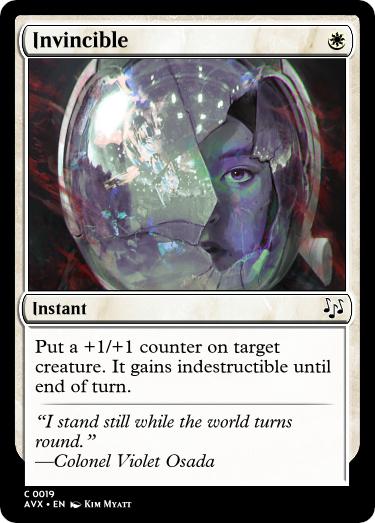 Invincible
Instant
Put a +1/+1 counter on target
creature. It gains indestructible until
end of turn.
“I stand still while the world turns
round.”
—Colonel Violet Osada
C 0019
AVX • EN Kim Myatt